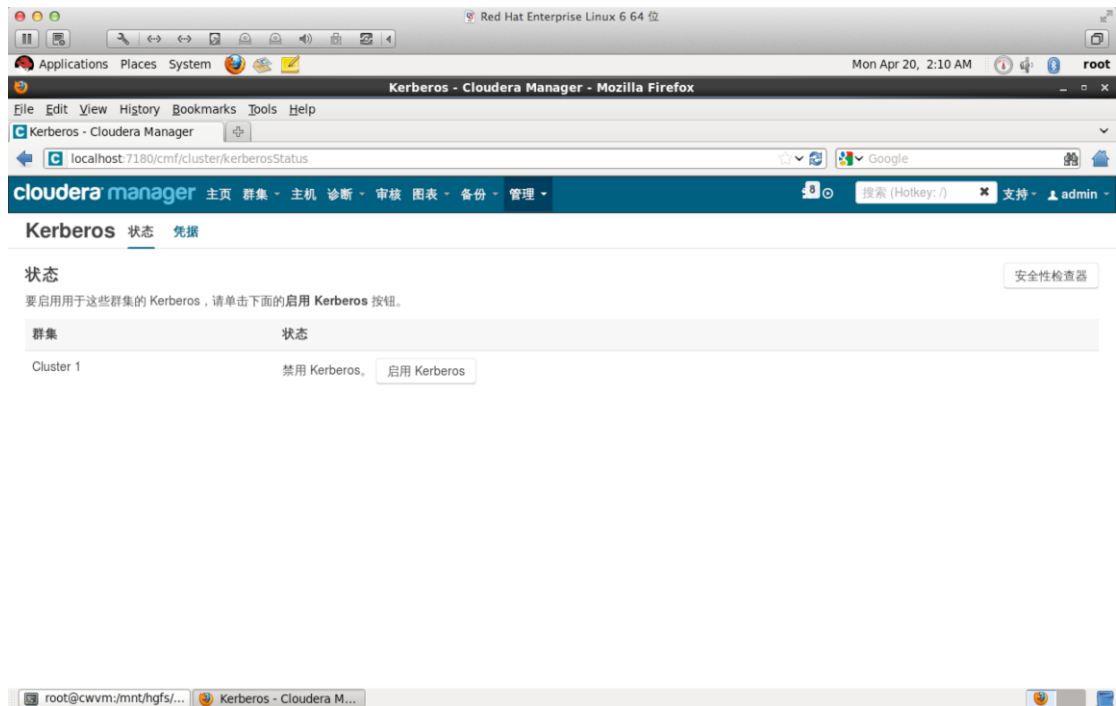 Red Hat Enterprise Linux 6 64 位
Applications Places System Mon Apr 20, 2:10 AM root
Kerberos - Cloudera Manager - Mozilla Firefox
File Edit View History Bookmarks Tools Help
C Kerberos - Cloudera Manager
C localhost:7180/cmf/cluster/kerberosStatus Google
cloudera manager 主页 群集 主机 诊断 审核 图表 备份 管理 8 搜索 (Hotkey: /) 支持 admin
Kerberos 状态 凭据
状态 安全性检查器
要启用用于这些群集的 Kerberos，请单击下面的启用 Kerberos 按钮。
群集 状态
Cluster 1 禁用 Kerberos。 启用 Kerberos
root@cwvm:/mnt/hgfs/... Kerberos - Cloudera M...